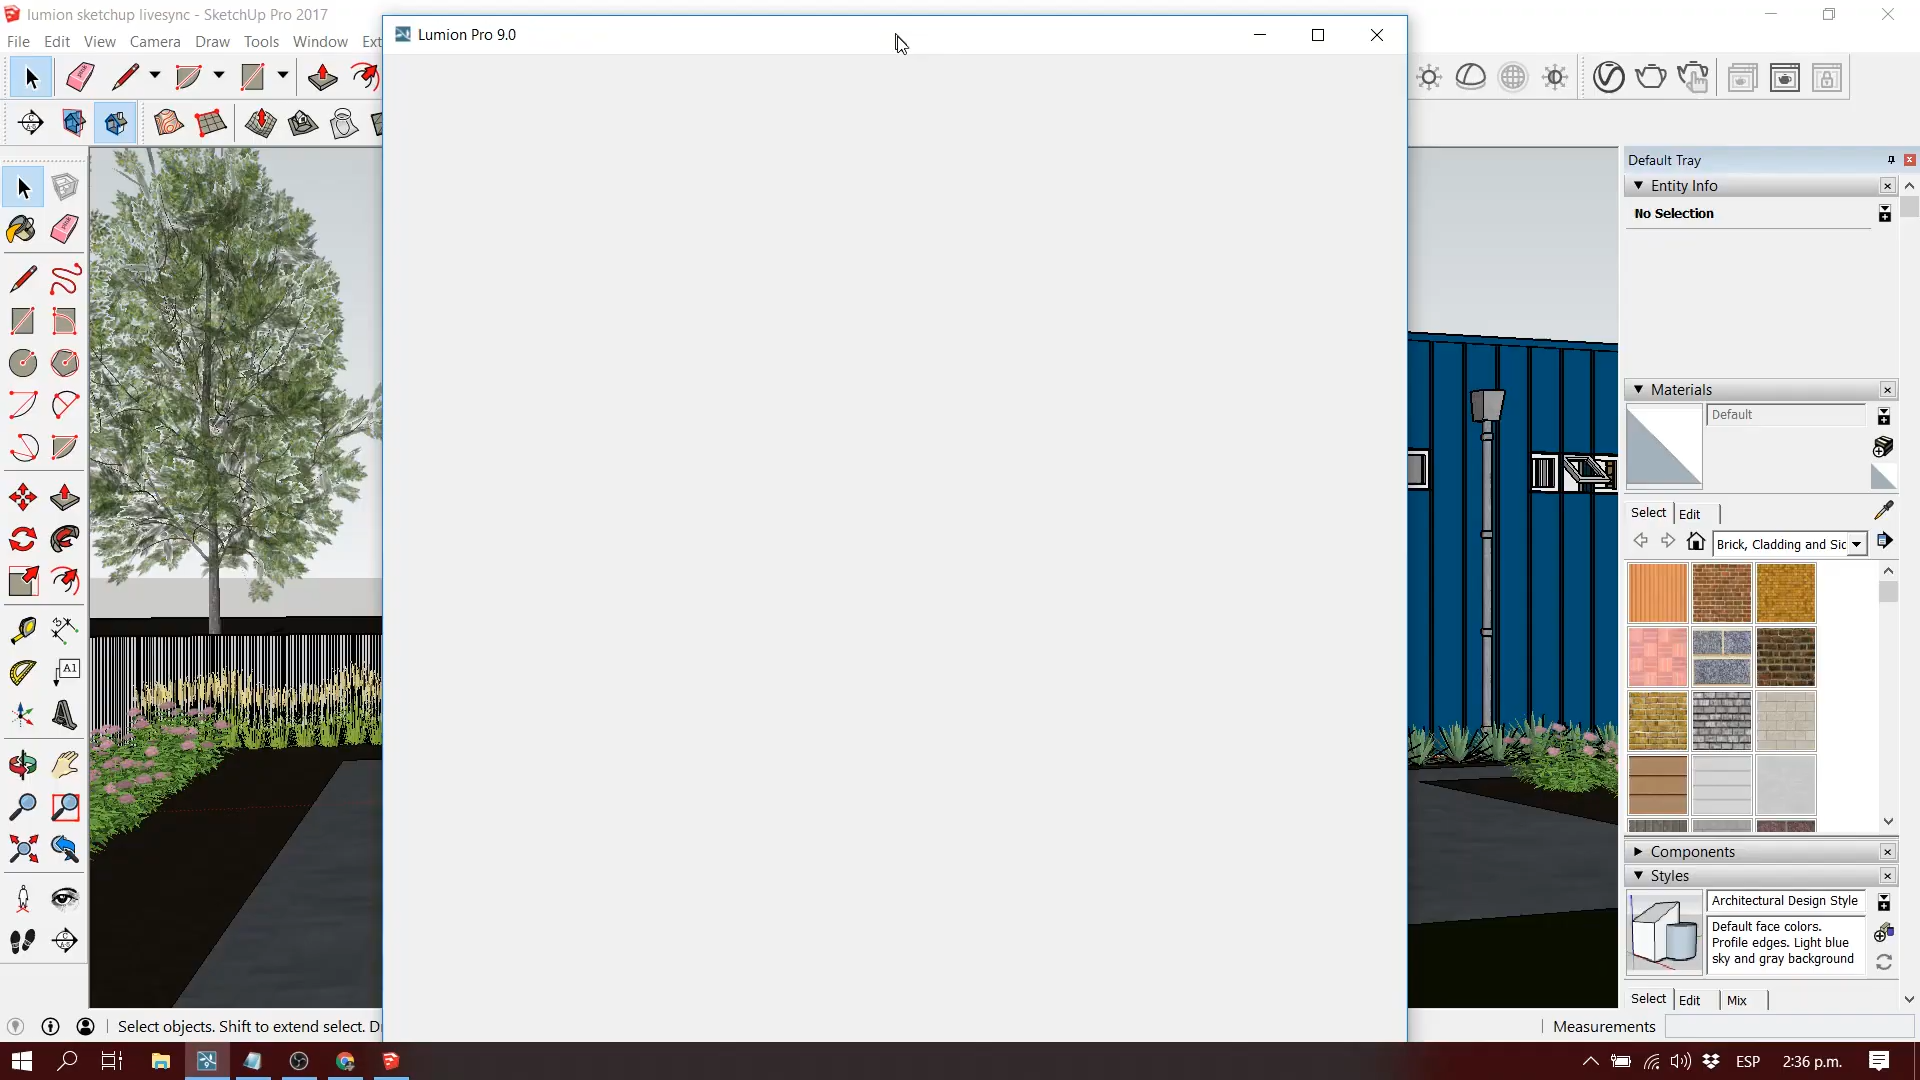 lumion sketchup livesync - SketchUp Pro 2017
Lumion Pro 9.0
File Edit View Camera Draw Tools Window Ext
Default Tray
Entity Info
No Selection
Materials
Default
Select Edit
Brick, Cladding and Sic
A1
Components
Styles
Architectural Design Style
Default face colors.
Profile edges. Light blue
sky and gray background
Select Edit Mix
Select objects. Shift to extend select. D
Measurements
ESP 2:36 p.m.